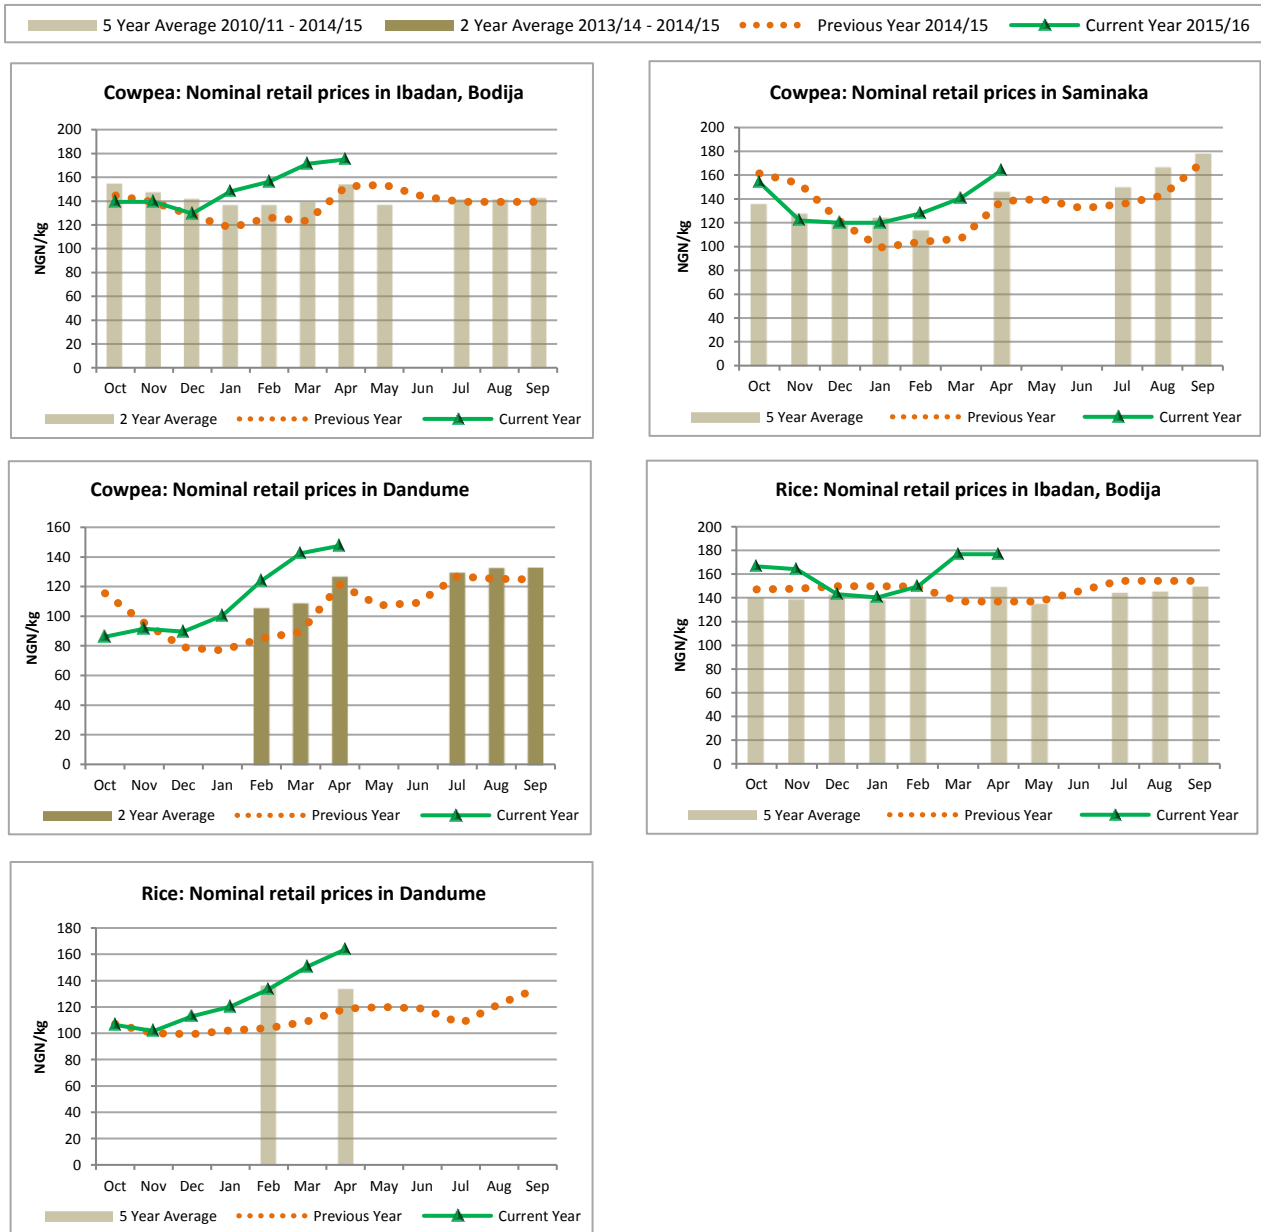 5 Year Average 2010/11 - 2014/15 2 Year Average 2013/14 - 2014/15 Previous Year 2014/15 Current Year 2015/16
Cowpea: Nominal retail prices in Ibadan, Bodija
NGN/kg
200
180
160
140
120
100
80
60
40
20
0
Oct Nov Dec Jan Feb Mar Apr May Jun Jul Aug Sep
2 Year Average Previous Year Current Year
Cowpea: Nominal retail prices in Saminaka
NGN/kg
200
180
160
140
120
100
80
60
40
20
0
Oct Nov Dec Jan Feb Mar Apr May Jun Jul Aug Sep
5 Year Average Previous Year Current Year
Cowpea: Nominal retail prices in Dandume
NGN/kg
160
140
120
100
80
60
40
20
0
Oct Nov Dec Jan Feb Mar Apr May Jun Jul Aug Sep
2 Year Average Previous Year Current Year
Rice: Nominal retail prices in Ibadan, Bodija
NGN/kg
200
180
160
140
120
100
80
60
40
20
0
Oct Nov Dec Jan Feb Mar Apr May Jun Jul Aug Sep
5 Year Average Previous Year Current Year
Rice: Nominal retail prices in Dandume
NGN/kg
180
160
140
120
100
80
60
40
20
0
Oct Nov Dec Jan Feb Mar Apr May Jun Jul Aug Sep
5 Year Average Previous Year Current Year